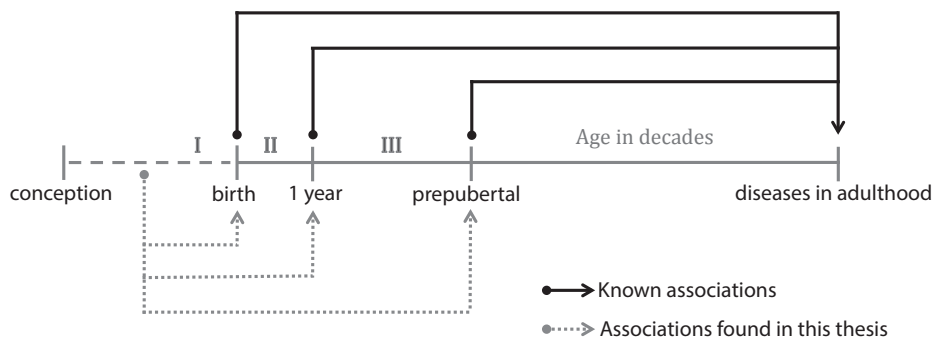 I II III Age in decades
conception birth 1 year prepubertal diseases in adulthood
Known associations
Associations found in this thesis